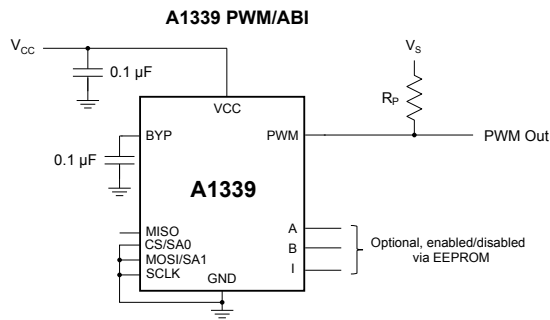 A1339 PWM/ABI
VCC
VS
0.1 µF
RP
VCC
BYP
PWM
PWM Out
0.1 µF
A1339
MISO
CS/SA0
MOSI/SA1
SCLK
GND
A
B
I
Optional, enabled/disabled
via EEPROM